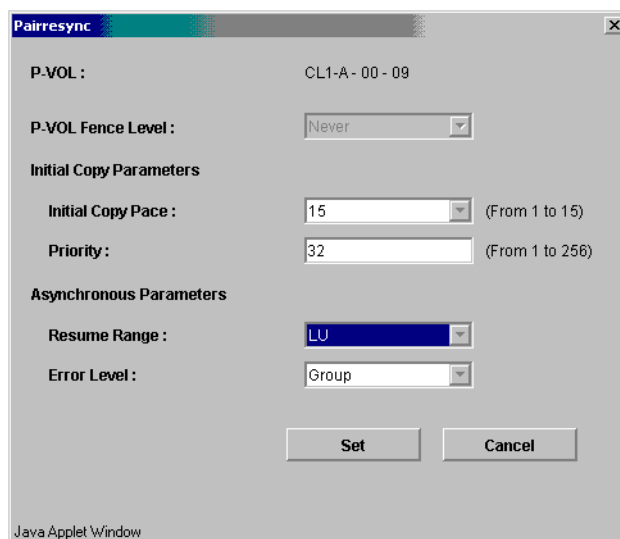 Pairresync
P-VOL : CL1-A - 00 - 09
P-VOL Fence Level : Never
Initial Copy Parameters
Initial Copy Pace : 15 (From 1 to 15)
Priority : 32 (From 1 to 256)
Asynchronous Parameters
Resume Range : LU
Error Level : Group
Set Cancel
Java Applet Window